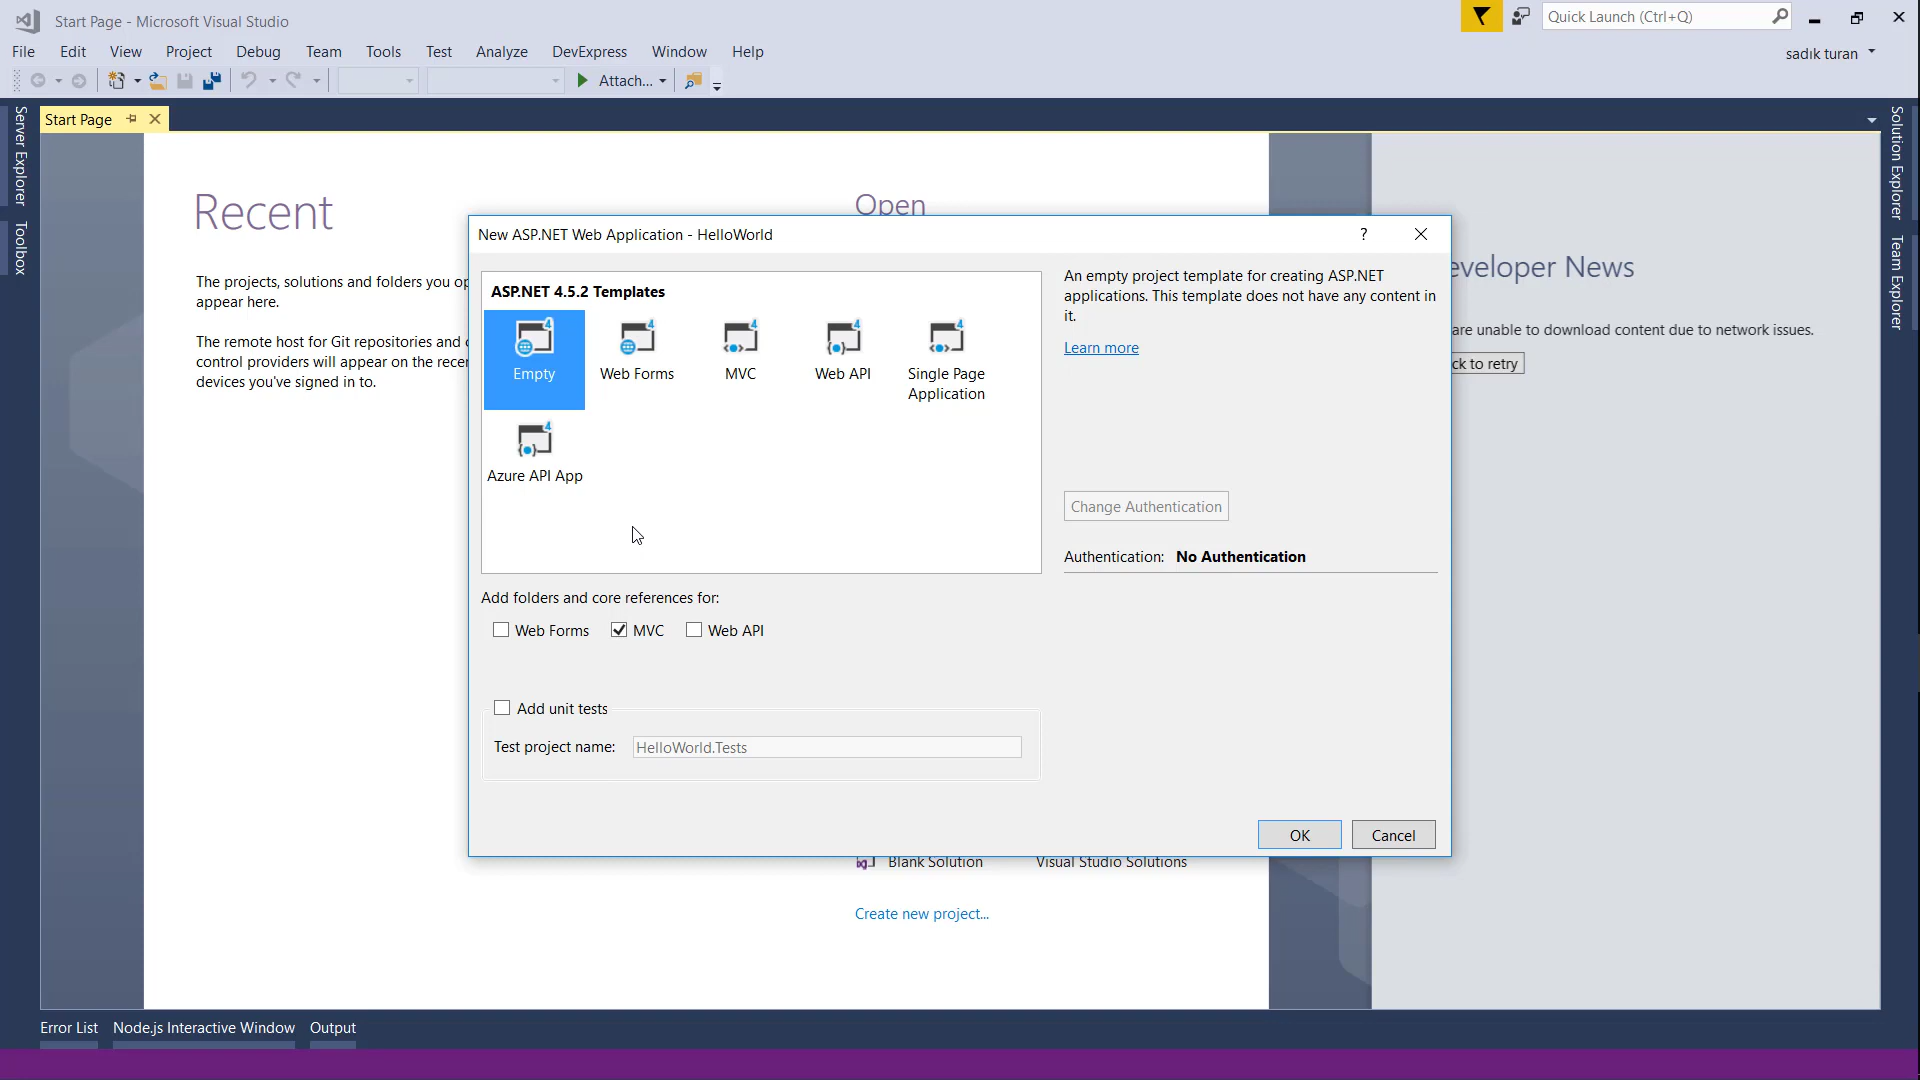 Start Page - Microsoft Visual Studio
Quick Launch (Ctrl+Q)
File Edit View Project Debug Team Tools Test Analyze DevExpress Window Help
sadık turan
Attach...
Start Page
Server Explorer
Toolbox
Solution Explorer
Team Explorer
Recent
The projects, solutions and folders you op
appear here.
The remote host for Git repositories and o
control providers will appear on the recen
devices you've signed in to.
Open
New ASP.NET Web Application - HelloWorld
?
ASP.NET 4.5.2 Templates
Empty
Web Forms
MVC
Web API
Single Page
Application
Azure API App
An empty project template for creating ASP.NET
applications. This template does not have any content in
it.
Learn more
Change Authentication
Authentication: No Authentication
Add folders and core references for:
Web Forms MVC Web API
Add unit tests
Test project name: HelloWorld.Tests
OK Cancel
eveloper News
are unable to download content due to network issues.
ck to retry
Blank Solution Visual Studio Solutions
Create new project...
Error List Node.js Interactive Window Output